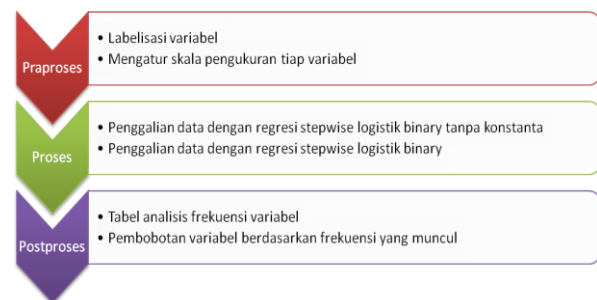 Praproses
• Labelisasi variabel
• Mengatur skala pengukuran tiap variabel
Proses
• Penggalian data dengan regresi stepwise logistik binary tanpa konstanta
• Penggalian data dengan regresi stepwise logistik binary
Postproses
• Tabel analisis frekuensi variabel
• Pembobotan variabel berdasarkan frekuensi yang muncul